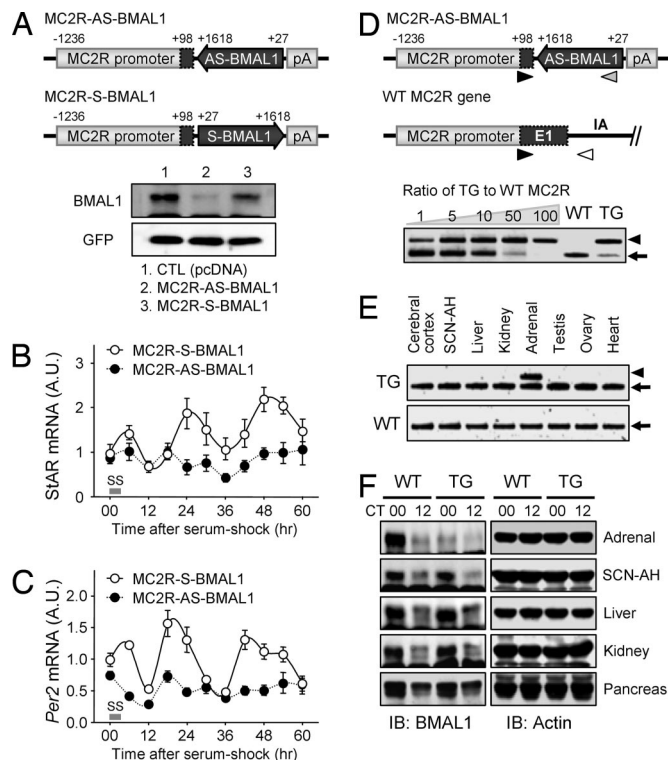 A
MC2R-AS-BMAL1
-1236 +98 +1618 +27
MC2R promoter AS-BMAL1 pA
MC2R-S-BMAL1
-1236 +98 +27 +1618
MC2R promoter S-BMAL1 pA
1 2 3
BMAL1
GFP
1. CTL (pcDNA)
2. MC2R-AS-BMAL1
3. MC2R-S-BMAL1
B
MC2R-S-BMAL1
MC2R-AS-BMAL1
StAR mRNA (A.U.)
3
2
1
0
SS
00 12 24 36 48 60
Time after serum-shock (hr)
C
MC2R-S-BMAL1
MC2R-AS-BMAL1
Per2 mRNA (A.U.)
2.0
1.5
1.0
0.5
0.0
SS
00 12 24 36 48 60
Time after serum-shock (hr)
D
MC2R-AS-BMAL1
-1236 +98 +1618 +27
MC2R promoter AS-BMAL1 pA
WT MC2R gene
MC2R promoter E1 IA
Ratio of TG to WT MC2R
1 5 10 50 100 WT TG
E
Cerebral cortex
SCN-AH
Liver
Kidney
Adrenal
Testis
Ovary
Heart
TG
WT
F
WT TG WT TG
CT 00 12 00 12 00 12 00 12
Adrenal
SCN-AH
Liver
Kidney
Pancreas
IB: BMAL1 IB: Actin